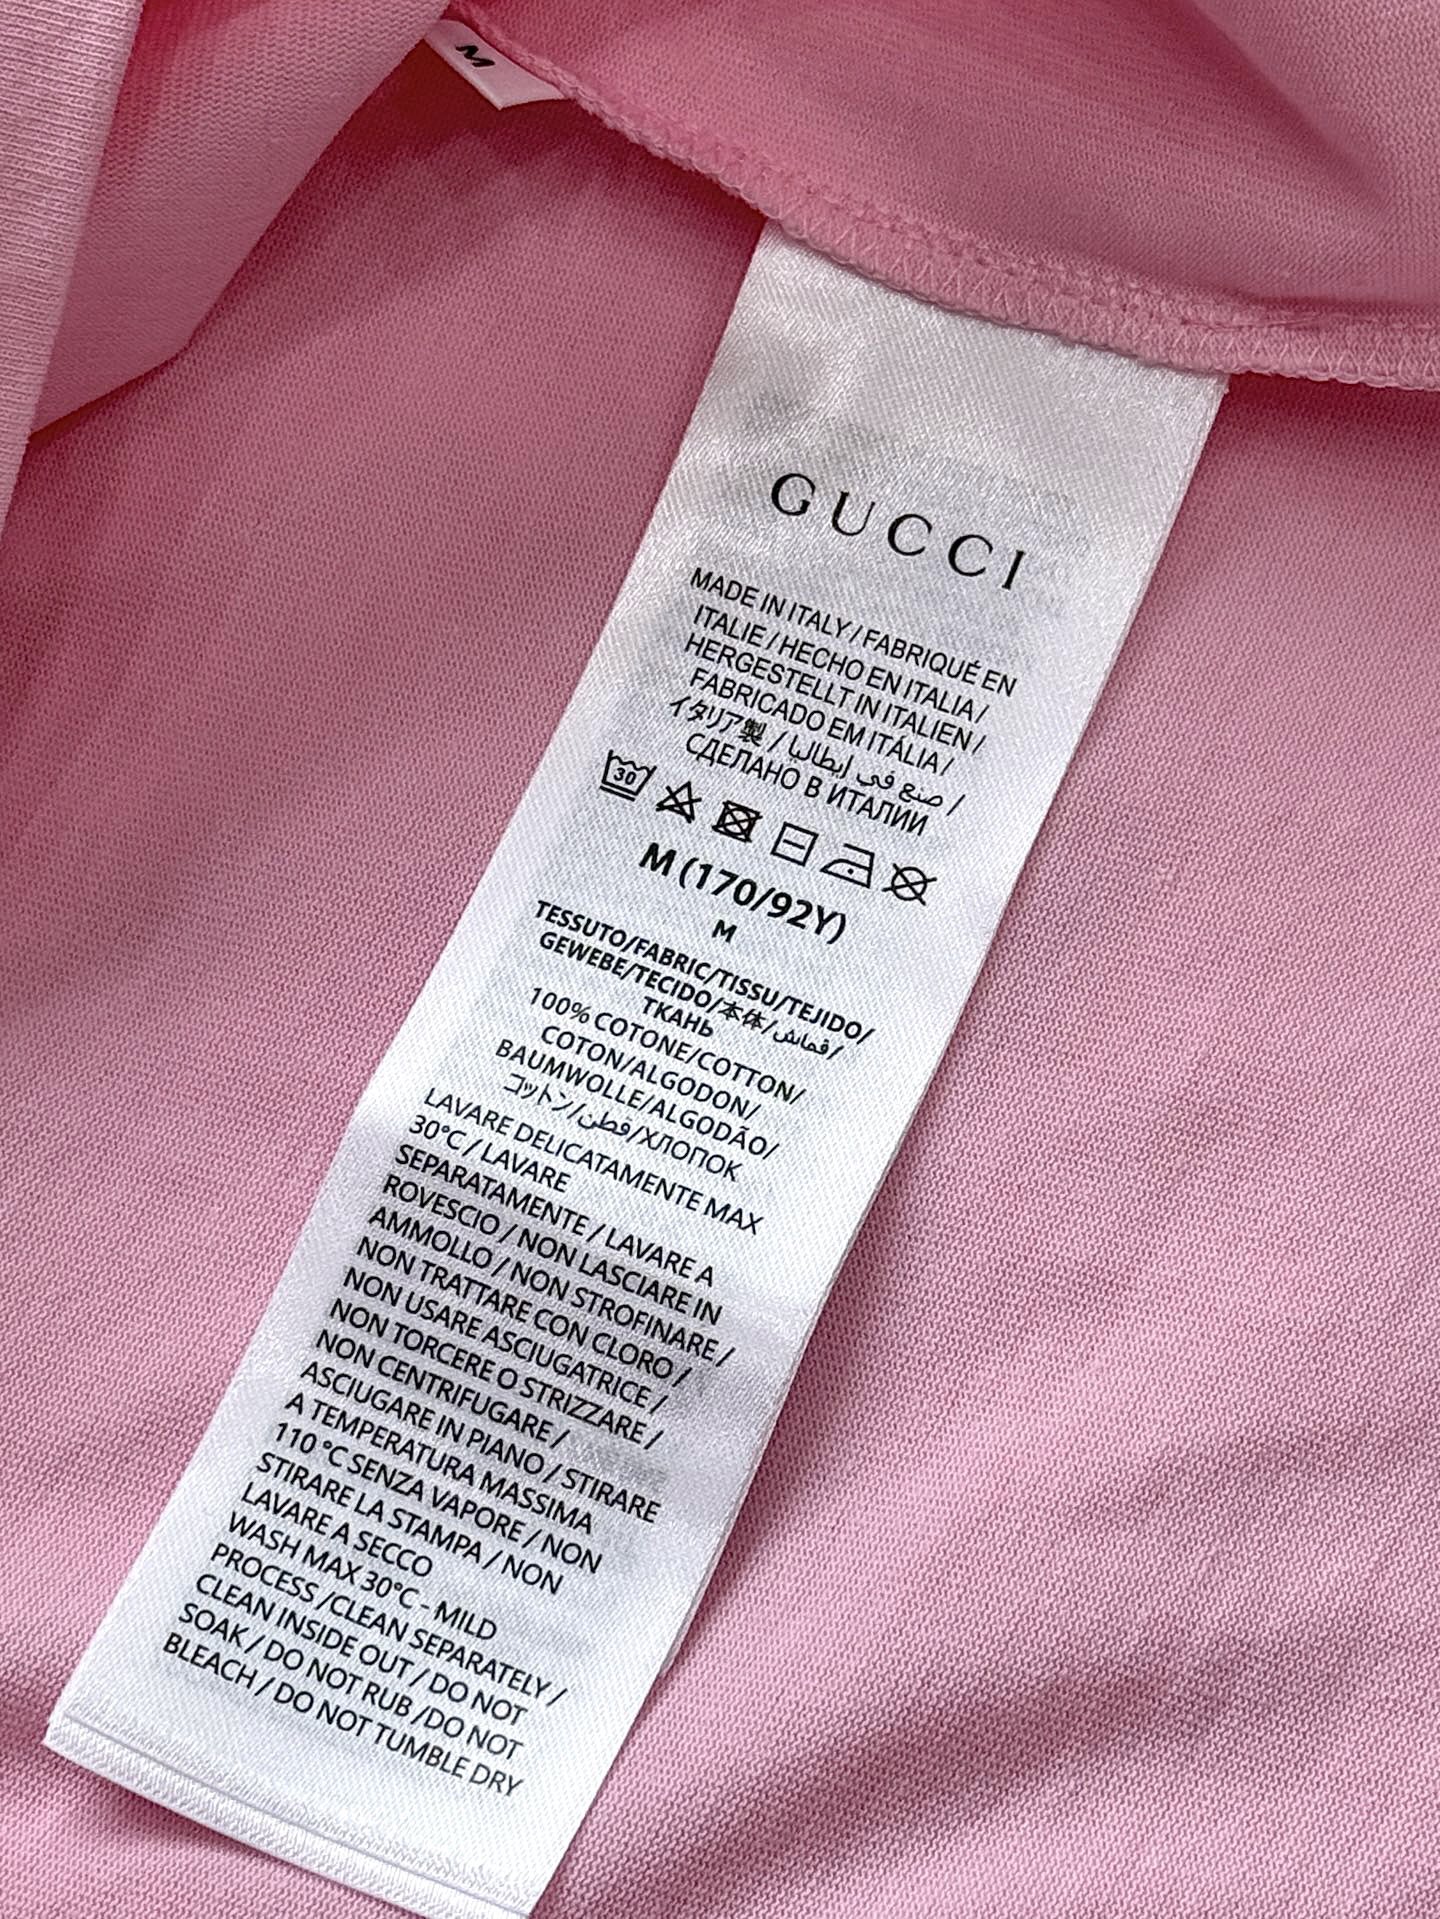 M
GUCCI
MADE IN ITALY / FABRIQUÉ EN
ITALIE / HECHO EN ITALIA /
HERGESTELLT IN ITALIEN /
FABRICADO EM ITÁLIA /
イタリア製 / صنع في إيطاليا /
СДЕЛАНО В ИТАЛИИ
30
M (170/92Y)
M
TESSUTO/FABRIC/TISSU/TEJIDO/
GEWEBE/TECIDO/本体/قماش/
ТКАНЬ
100% COTONE/COTTON/
COTON/ALGODON/
BAUMWOLLE/ALGODÃO/
コットン/قطن/ХЛОПОК
LAVARE DELICATAMENTE MAX
30°C / LAVARE
SEPARATAMENTE / LAVARE A
ROVESCIO / NON LASCIARE IN
AMMOLLO / NON STROFINARE /
NON TRATTARE CON CLORO /
NON USARE ASCIUGATRICE /
NON TORCERE O STRIZZARE /
NON CENTRIFUGARE /
ASCIUGARE IN PIANO / STIRARE
A TEMPERATURA MASSIMA
110 °C SENZA VAPORE / NON
STIRARE LA STAMPA / NON
LAVARE A SECCO
WASH MAX 30°C - MILD
PROCESS /CLEAN SEPARATELY /
CLEAN INSIDE OUT / DO NOT
SOAK / DO NOT RUB /DO NOT
BLEACH / DO NOT TUMBLE DRY